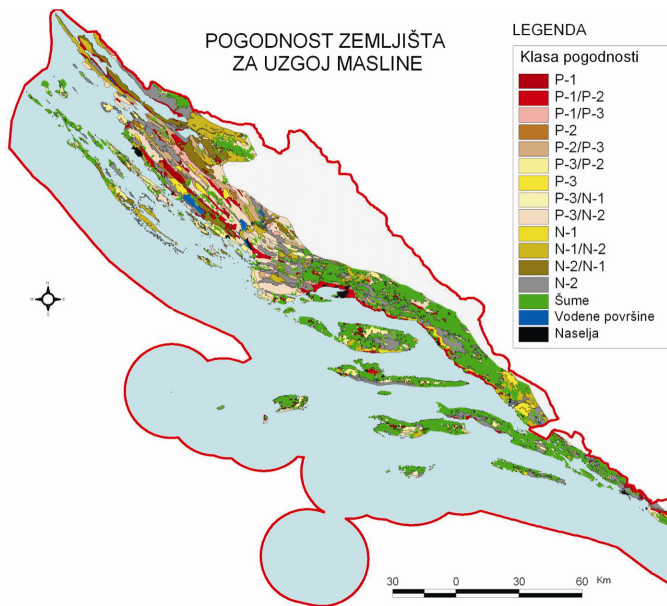 POGODNOST ZEMLJIŠTA
ZA UZGOJ MASLINE
LEGENDA
Klasa pogodnosti
P-1
P-1/P-2
P-1/P-3
P-2
P-2/P-3
P-3/P-2
P-3
P-3/N-1
P-3/N-2
N-1
N-1/N-2
N-2/N-1
N-2
Šume
Vodene površine
Naselja
30 0 30 60 Km